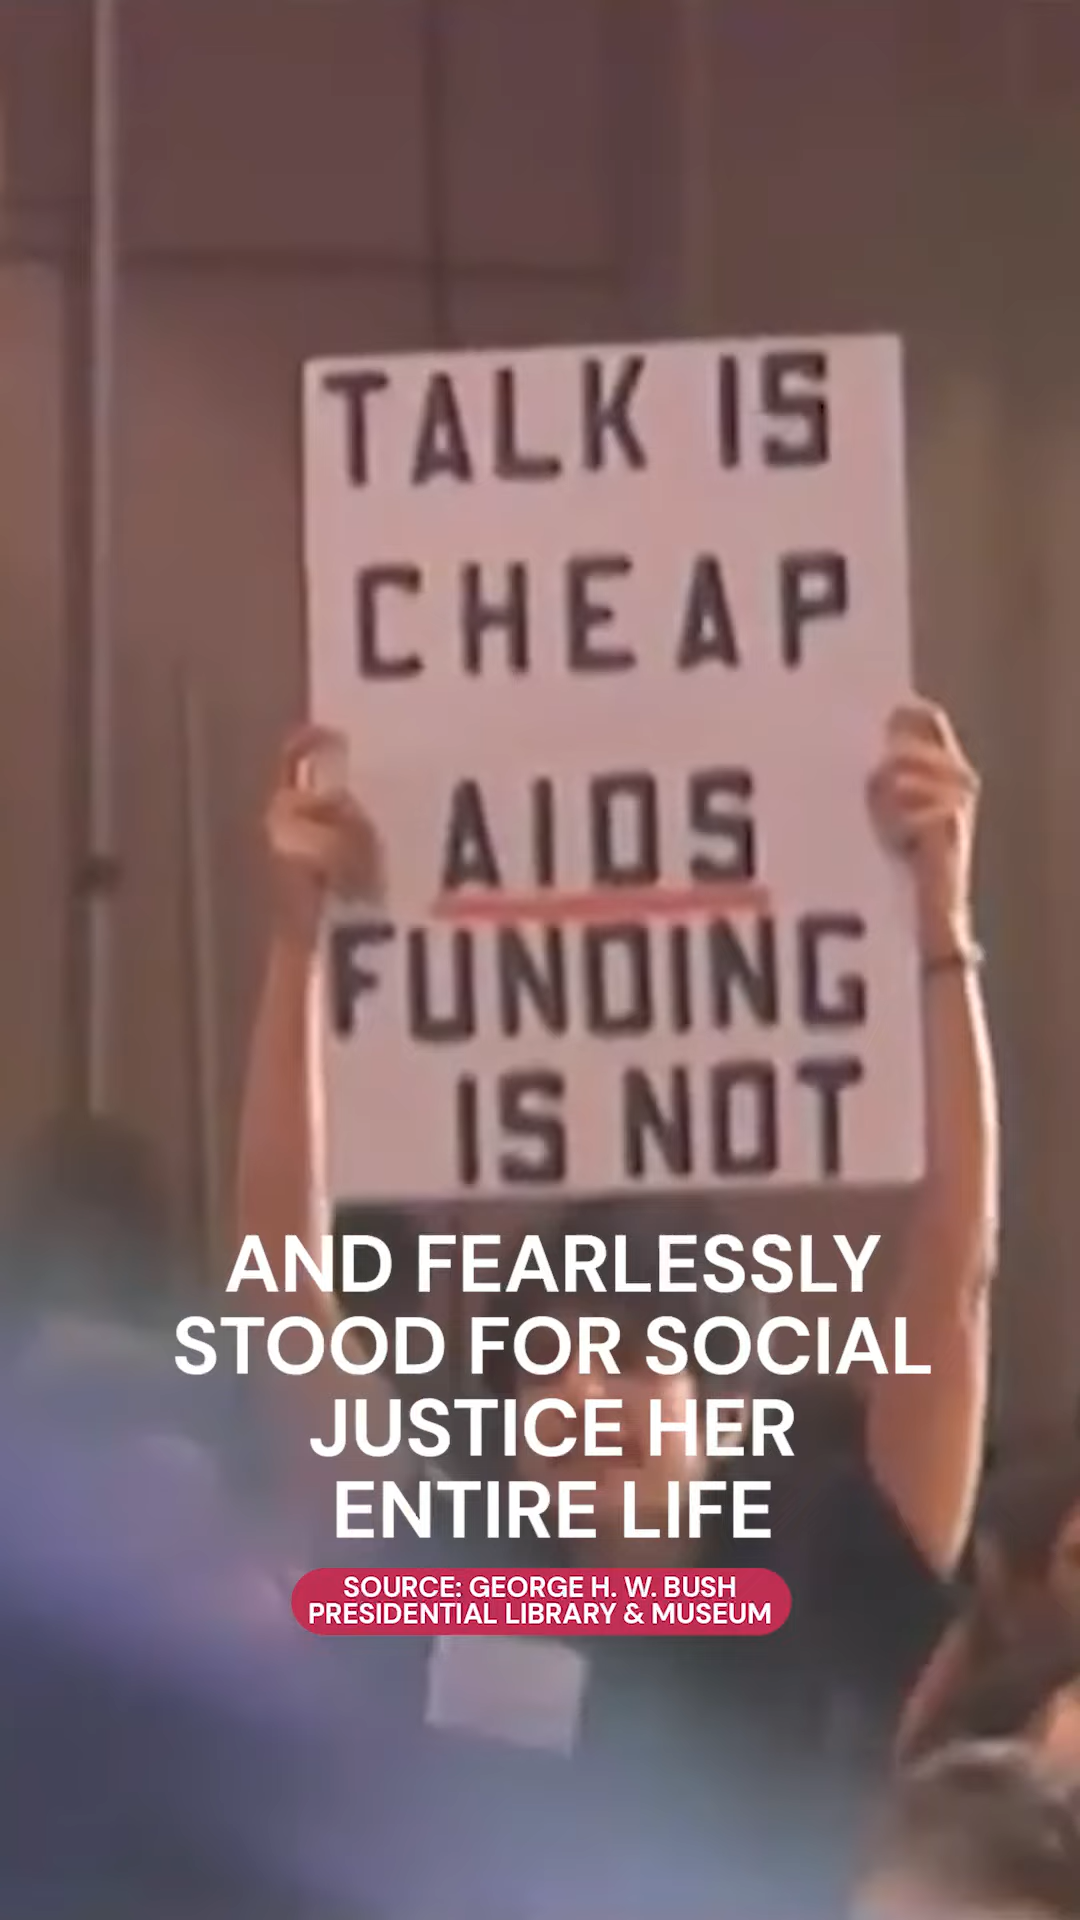 TALK IS
CHEAP
AIDS
FUNDING
IS NOT
AND FEARLESSLY
STOOD FOR SOCIAL
JUSTICE HER
ENTIRE LIFE
SOURCE: GEORGE H. W. BUSH
PRESIDENTIAL LIBRARY & MUSEUM